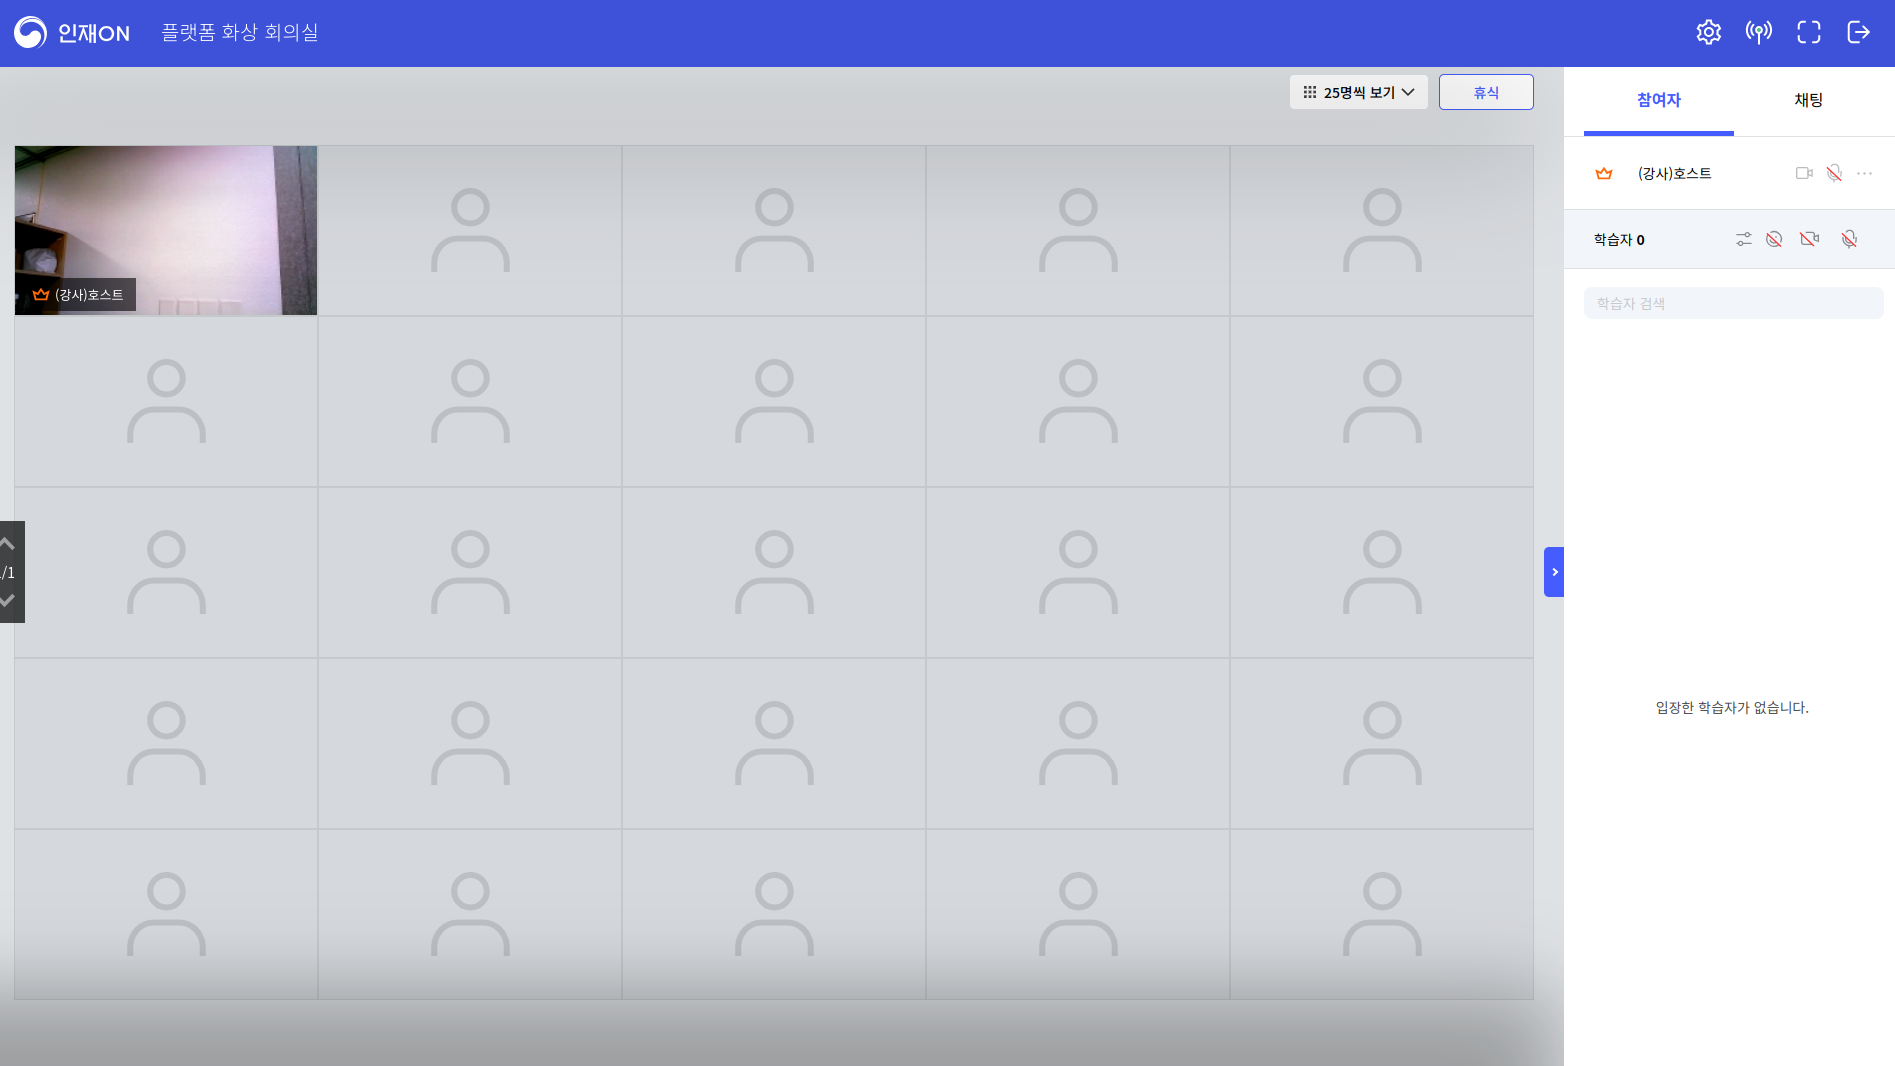 인재ON
플랫폼 화상 회의실
25명씩 보기
휴식
참여자
채팅
(강사)호스트
(강사)호스트
학습자 0
학습자 검색
/1
입장한 학습자가 없습니다.